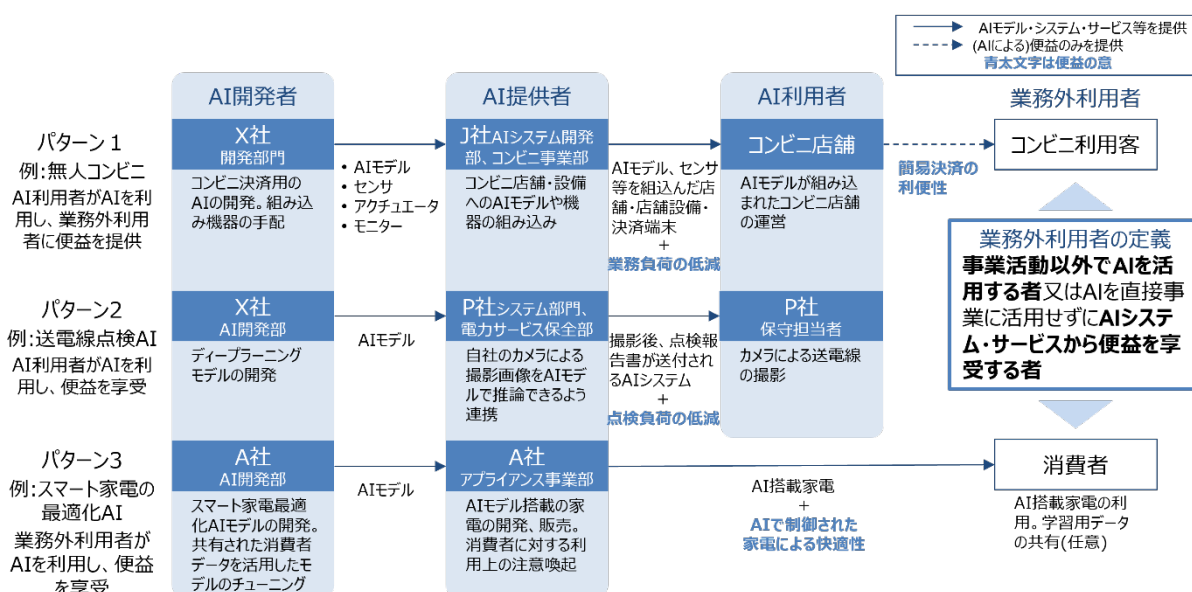 AIモデル・システム・サービス等を提供
(AIによる)便益のみを提供
青太文字は便益の意
AI開発者
AI提供者
AI利用者
業務外利用者
パターン1
例:無人コンビニ
AI利用者がAIを利
用し、業務外利用
者に便益を提供
X社
開発部門
コンビニ決済用の
AIの開発。組み込
み機器の手配
• AIモデル
• センサ
• アクチュエータ
• モニター
J社AIシステム開発
部、コンビニ事業部
コンビニ店舗・設備
へのAIモデルや機
器の組み込み
AIモデル、センサ
等を組込んだ店
舗・店舗設備・
決済端末
+
業務負荷の低減
コンビニ店舗
AIモデルが組み込
まれたコンビニ店舗
の運営
簡易決済の
利便性
コンビニ利用客
業務外利用者の定義
事業活動以外でAIを活
用する者又はAIを直接事
業に活用せずにAIシステ
ム・サービスから便益を享
受する者
パターン2
例:送電線点検AI
AI利用者がAIを利
用し、便益を享受
X社
AI開発部
ディープラーニング
モデルの開発
AIモデル
P社システム部門、
電力サービス保全部
自社のカメラによる
撮影画像をAIモデ
ルで推論できるよう
連携
撮影後、点検報
告書が送付され
るAIシステム
+
点検負荷の低減
P社
保守担当者
カメラによる送電線
の撮影
パターン3
例:スマート家電の
最適化AI
業務外利用者が
AIを利用し、便益
を享受
A社
AI開発部
スマート家電最適
化AIモデルの開発。
共有された消費者
データを活用したモ
デルのチューニング
AIモデル
A社
アプライアンス事業部
AIモデル搭載の家
電の開発、販売。
消費者に対する利
用上の注意喚起
AI搭載家電
+
AIで制御された
家電による快適性
消費者
AI搭載家電の利
用。学習用データ
の共有(任意)